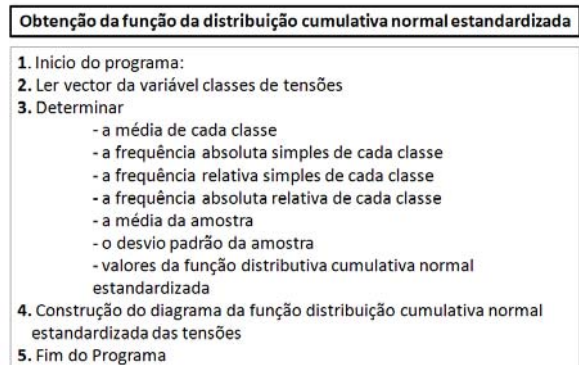 Obtenção da função da distribuição cumulativa normal estandardizada
1. Inicio do programa:
2. Ler vector da variável classes de tensões
3. Determinar
- a média de cada classe
- a frequência absoluta simples de cada classe
- a frequência relativa simples de cada classe
- a frequência absoluta relativa de cada classe
- a média da amostra
- o desvio padrão da amostra
- valores da função distributiva cumulativa normal
estandardizada
4. Construção do diagrama da função distribuição cumulativa normal
estandardizada das tensões
5. Fim do Programa